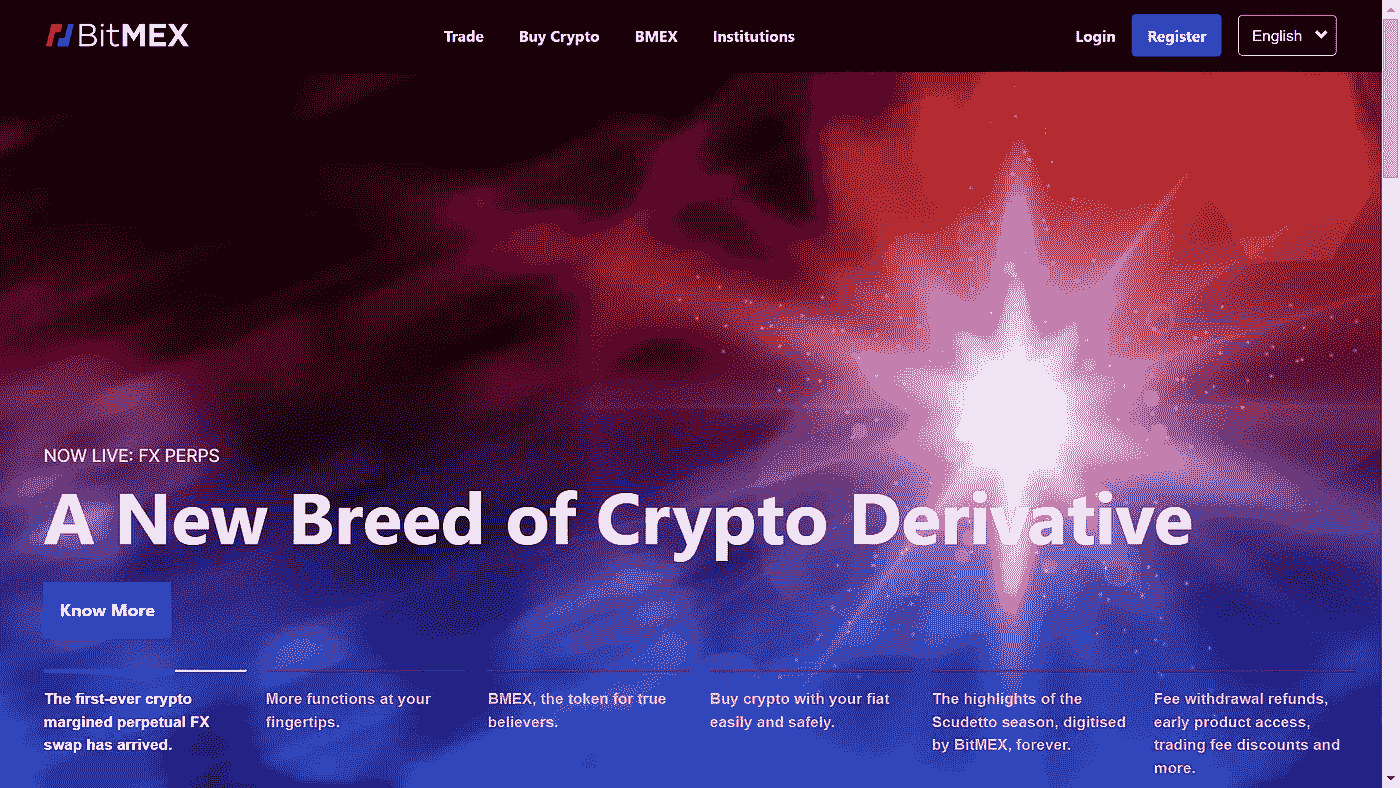 BitMEX
Trade
Buy Crypto
BMEX
Institutions
Login
Register
English
NOW LIVE: FX PERPS
A New Breed of Crypto Derivative
Know More
The first-ever crypto
margined perpetual FX
swap has arrived.
More functions at your
fingertips.
BMEX, the token for true
believers.
Buy crypto with your fiat
easily and safely.
The highlights of the
Scudetto season, digitised
by BitMEX, forever.
Fee withdrawal refunds,
early product access,
trading fee discounts and
more.